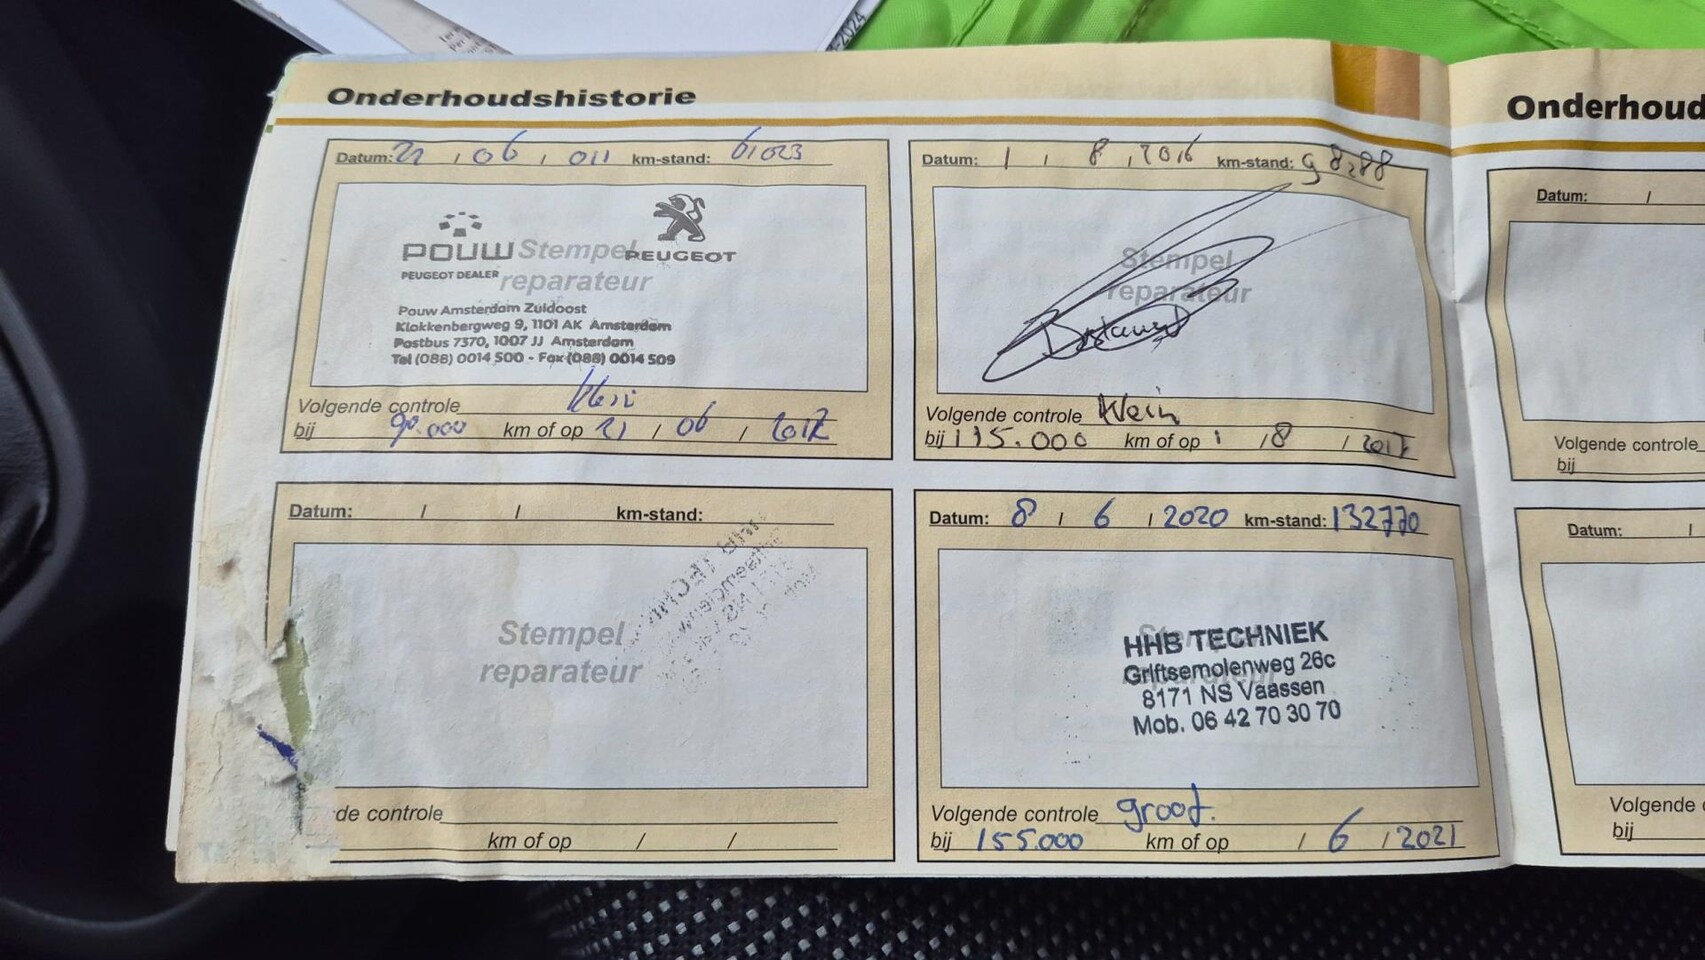 -2024
Onderhoudshistorie
Datum: 21 / 06 / 011 km-stand: 61023
POUW
PEUGEOT DEALER
PEUGEOT
Stempel
reparateur
Pouw Amsterdam Zuidoost
Klokkenbergweg 9, 1101 AK Amsterdam
Postbus 7370, 1007 JJ Amsterdam
Tel (088) 0014 500 - Fax (088) 0014 509
Volgende controle Klein
bij 90.000 km of op 21 / 06 / 2012
Datum: 1 / 8 / 2016 km-stand: 98288
Stempel
reparateur
Volgende controle Klein
bij 115.000 km of op 1 / 8 / 2017
Datum: / / km-stand:
Stempel
reparateur
de controle
km of op / /
Datum: 8 / 6 / 2020 km-stand: 132770
HHB TECHNIEK
Griftsemolenweg 26c
8171 NS Vaassen
Mob. 06 42 70 30 70
Volgende controle groot.
bij 155.000 km of op / 6 / 2021
Onderhoud
Datum: /
Volgende controle
bij
Datum: /
Volgende
bij